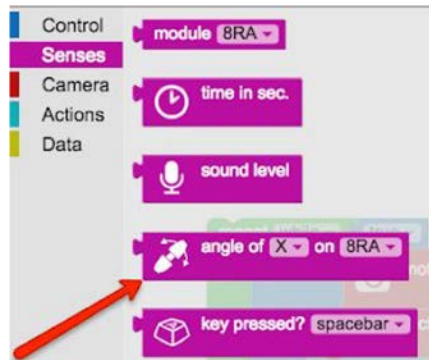 Control
Senses
Camera
Actions
Data
module 8RA
time in sec.
sound level
angle of X on 8RA
key pressed? spacebar